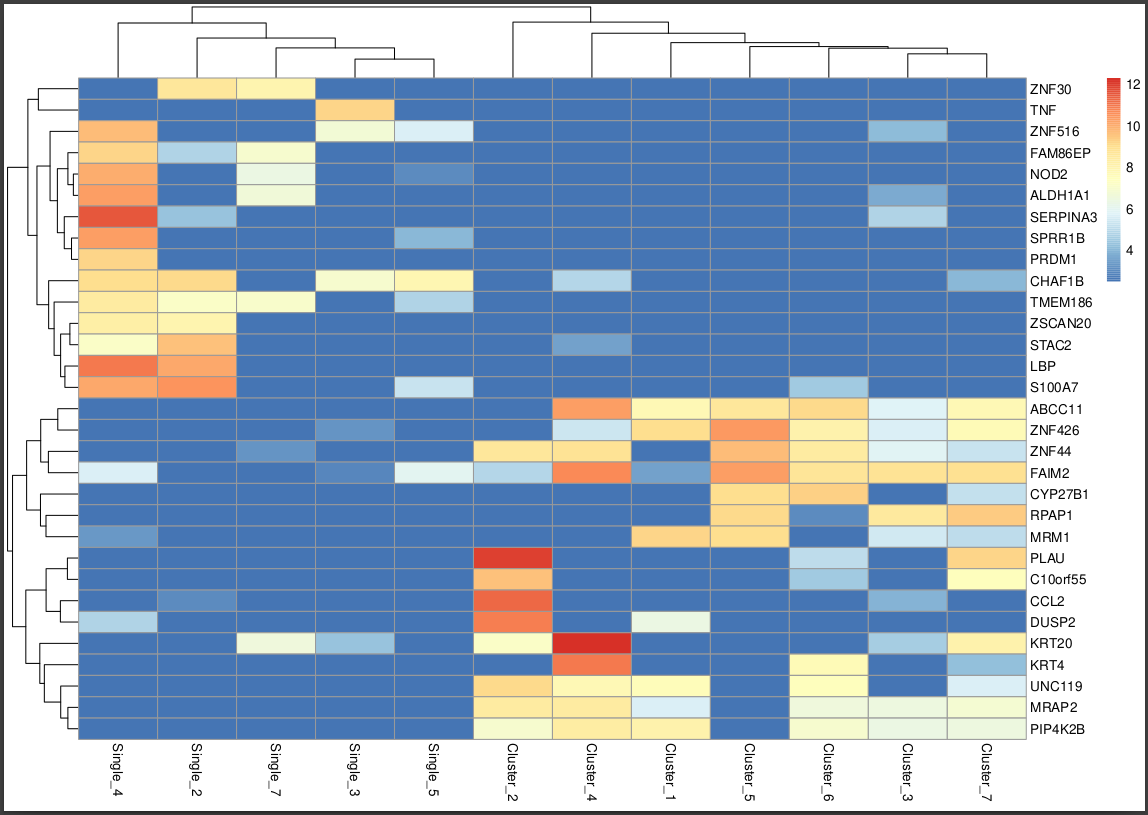 ZNF30
TNF
ZNF516
FAM86EP
NOD2
ALDH1A1
SERPINA3
SPRR1B
PRDM1
CHAF1B
TMEM186
ZSCAN20
STAC2
LBP
S100A7
ABCC11
ZNF426
ZNF44
FAIM2
CYP27B1
RPAP1
MRM1
PLAU
C10orf55
CCL2
DUSP2
KRT20
KRT4
UNC119
MRAP2
PIP4K2B
12
10
8
6
4
Single_4
Single_2
Single_7
Single_3
Single_5
Cluster_2
Cluster_4
Cluster_1
Cluster_5
Cluster_6
Cluster_3
Cluster_7